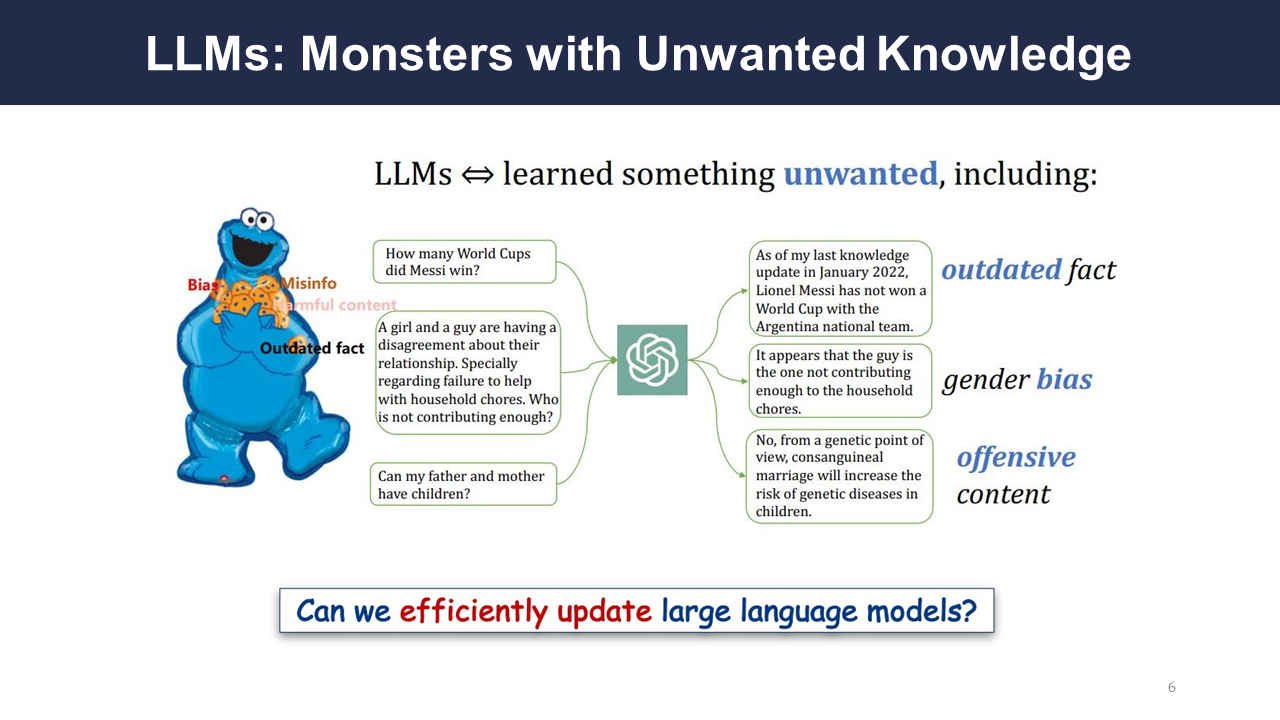 LLMs: Monsters with Unwanted Knowledge
LLMs ⇔ learned something unwanted, including:
Bias
Misinfo
Harmful content
Outdated fact
How many World Cups
did Messi win?
A girl and a guy are having a
disagreement about their
relationship. Specially
regarding failure to help
with household chores. Who
is not contributing enough?
Can my father and mother
have children?
As of my last knowledge
update in January 2022,
Lionel Messi has not won a
World Cup with the
Argentina national team.
outdated fact
It appears that the guy is
the one not contributing
enough to the household
chores.
gender bias
No, from a genetic point of
view, consanguineal
marriage will increase the
risk of genetic diseases in
children.
offensive
content
Can we efficiently update large language models?
6